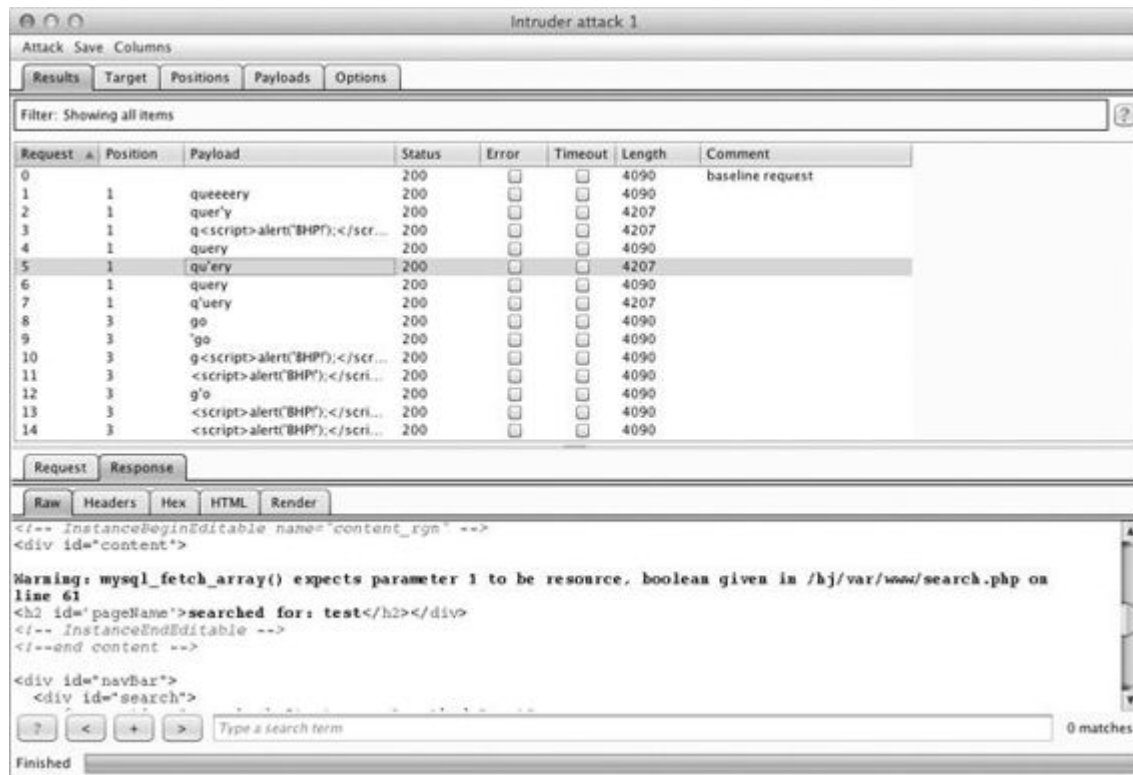 Intruder attack 1
Attack Save Columns
Results Target Positions Payloads Options
Filter: Showing all items ?
Request Position Payload Status Error Timeout Length Comment
0 200 4090 baseline request
1 1 queeeery 200 4090
2 1 quer'y 200 4207
3 1 q<script>alert('BHP!');</scr... 200 4207
4 1 query 200 4090
5 1 qu'ery 200 4207
6 1 query 200 4090
7 1 q'uery 200 4207
8 3 go 200 4090
9 3 'go 200 4090
10 3 g<script>alert('BHP!');</scr... 200 4090
11 3 <script>alert('BHP!');</scri... 200 4090
12 3 g'o 200 4090
13 3 <script>alert('BHP!');</scri... 200 4090
14 3 <script>alert('BHP!');</scri... 200 4090
Request Response
Raw Headers Hex HTML Render
<!-- InstanceBeginEditable name="content_rgn" -->
<div id="content">
Warning: mysql_fetch_array() expects parameter 1 to be resource, boolean given in /hj/var/www/search.php on
line 61
<h2 id='pageName'>searched for: test</h2></div>
<!-- InstanceEndEditable -->
<!--end content -->
<div id="navBar">
<div id="search">
? < + > Type a search term 0 matches
Finished